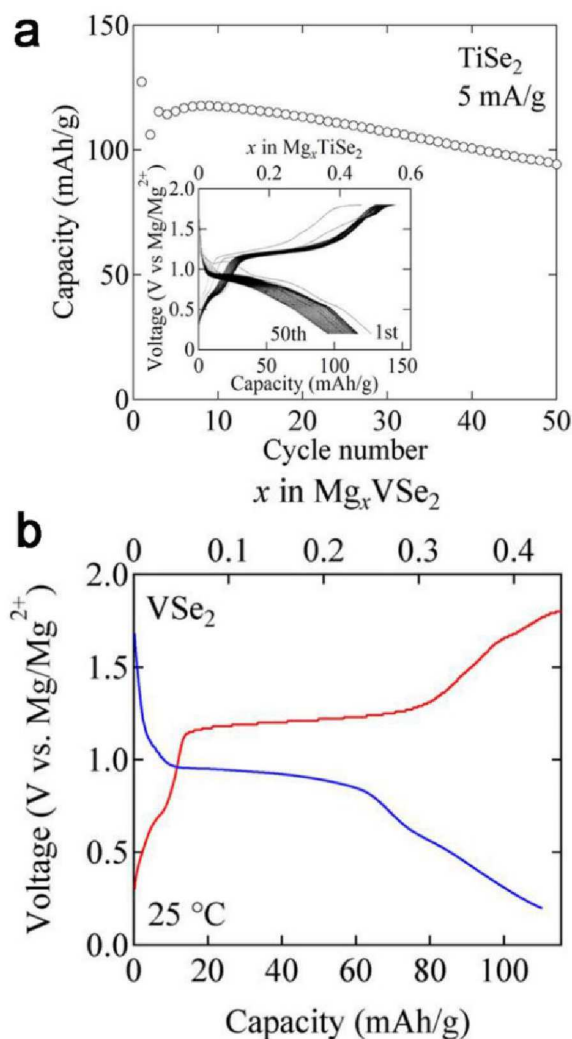 a
150
100
50
0
Capacity (mAh/g)
TiSe2
5 mA/g
x in MgxTiSe2
0 0.2 0.4 0.6
2.0
1.5
1.0
0.5
0
Voltage (V vs Mg/Mg2+)
50th 1st
0 50 100 150
Capacity (mAh/g)
0 10 20 30 40 50
Cycle number
x in MgxVSe2
b
0 0.1 0.2 0.3 0.4
2.0
1.5
1.0
0.5
0.0
Voltage (V vs. Mg/Mg2+)
VSe2
25 °C
0 20 40 60 80 100
Capacity (mAh/g)